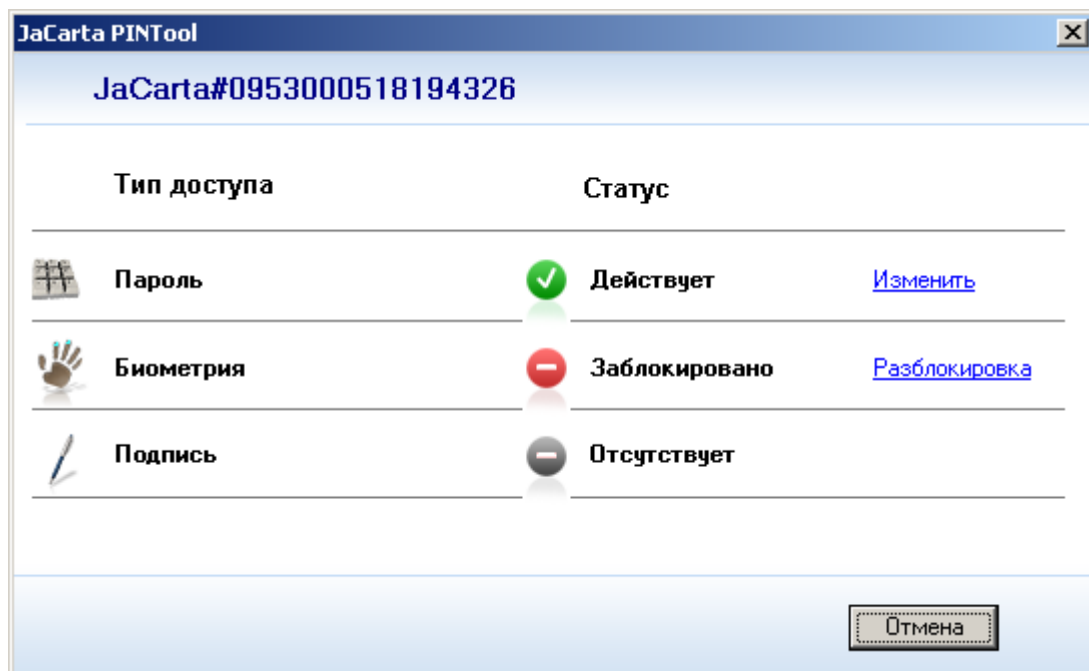 JaCarta PINTool
JaCarta#0953000518194326
Тип доступа Статус
Пароль Действует Изменить
Биометрия Заблокировано Разблокировка
Подпись Отсутствует
Отмена